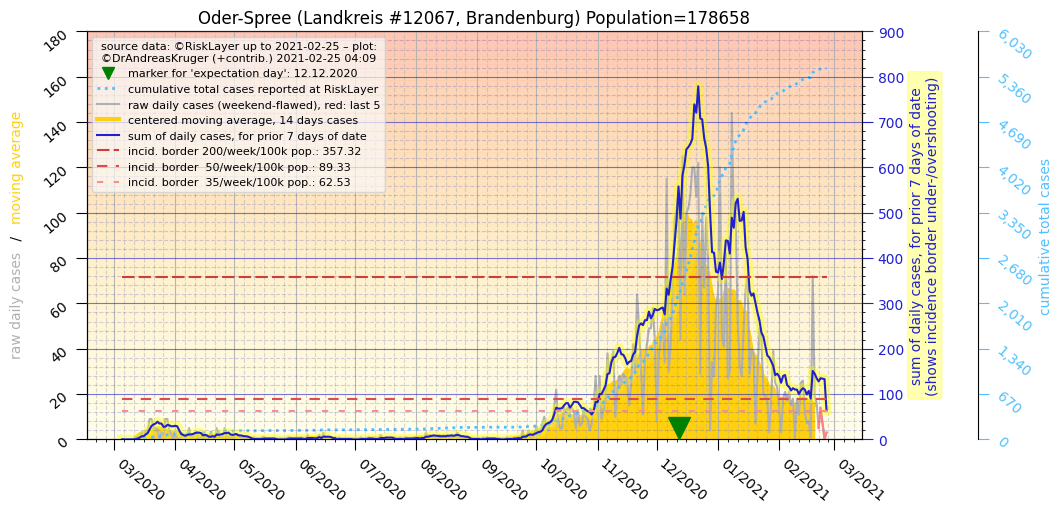 Oder-Spree (Landkreis #12067, Brandenburg) Population=178658
source data: ©RiskLayer up to 2021-02-25 – plot:
©DrAndreasKruger (+contrib.) 2021-02-25 04:09
marker for 'expectation day': 12.12.2020
cumulative total cases reported at RiskLayer
raw daily cases (weekend-flawed), red: last 5
centered moving average, 14 days cases
sum of daily cases, for prior 7 days of date
incid. border 200/week/100k pop.: 357.32
incid. border  50/week/100k pop.: 89.33
incid. border  35/week/100k pop.: 62.53
raw daily cases / moving average
180
160
140
120
100
80
60
40
20
0
03/2020
04/2020
05/2020
06/2020
07/2020
08/2020
09/2020
10/2020
11/2020
12/2020
01/2021
02/2021
03/2021
900
800
700
600
500
400
300
200
100
0
sum of daily cases, for prior 7 days of date
(shows incidence border under-/overshooting)
6,030
5,360
4,690
4,020
3,350
2,680
2,010
1,340
670
0
cumulative total cases